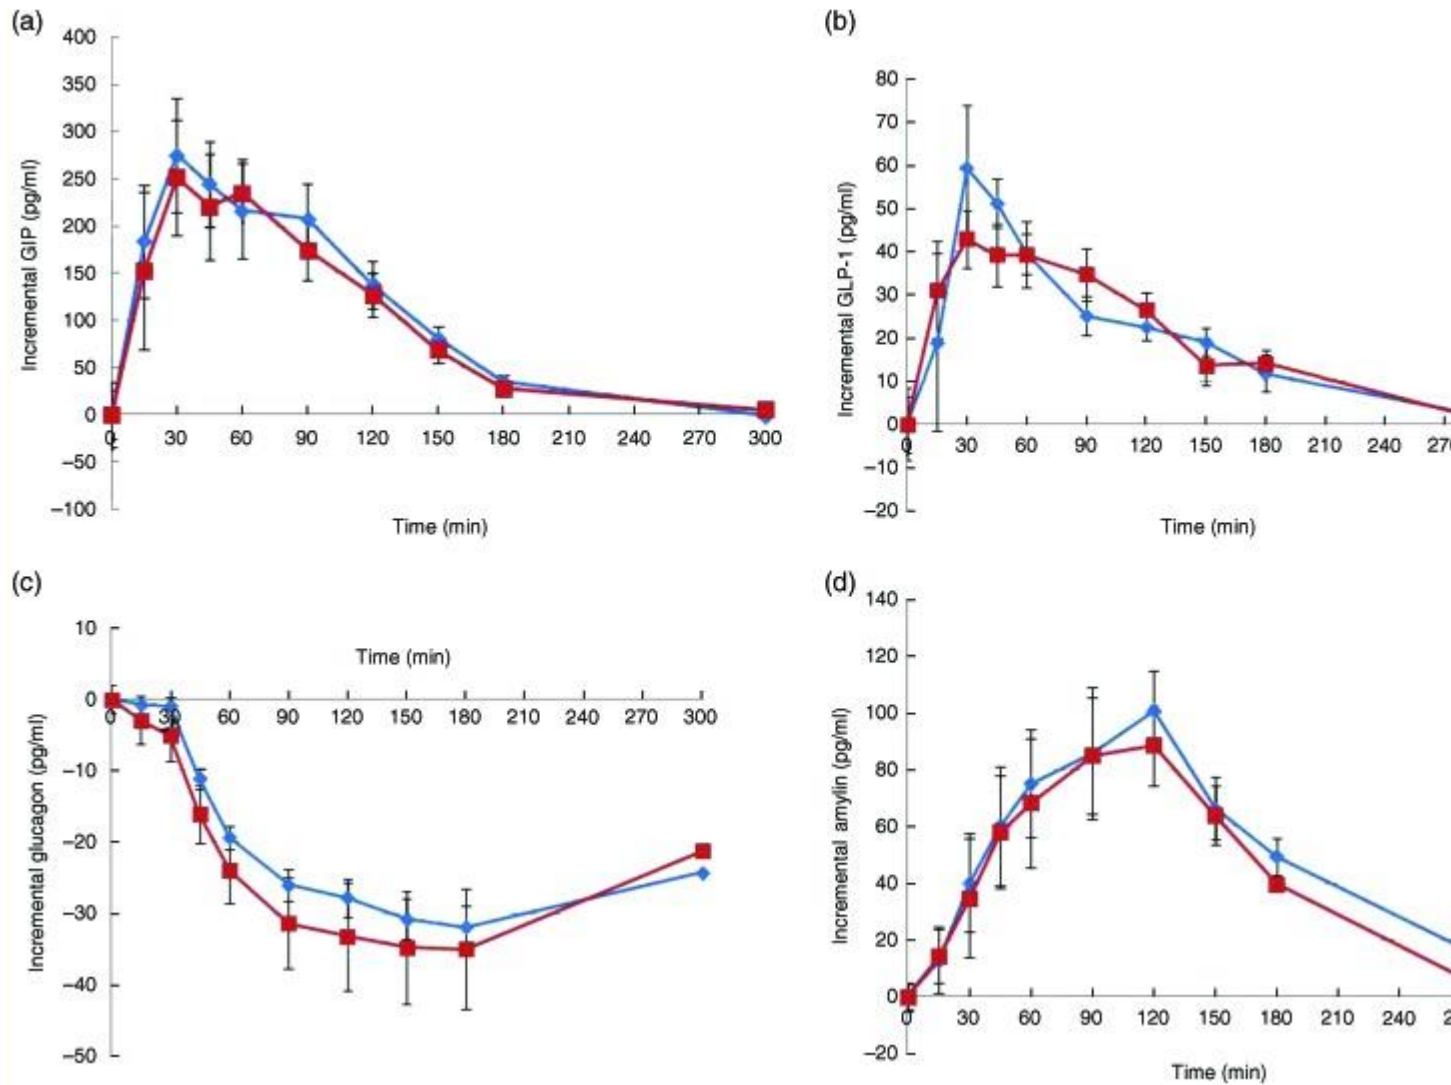 (a)
400
350
300
250
200
150
100
50
0
−50
−100
Incremental GIP (pg/ml)
0 30 60 90 120 150 180 210 240 270 300
Time (min)
(b)
80
70
60
50
40
30
20
10
0
−10
−20
Incremental GLP-1 (pg/ml)
0 30 60 90 120 150 180 210 240 270
Time (min)
(c)
10
0
−10
−20
−30
−40
−50
Incremental glucagon (pg/ml)
Time (min)
0 30 60 90 120 150 180 210 240 270 300
(d)
140
120
100
80
60
40
20
0
−20
Incremental amylin (pg/ml)
0 30 60 90 120 150 180 210 240 2
Time (min)